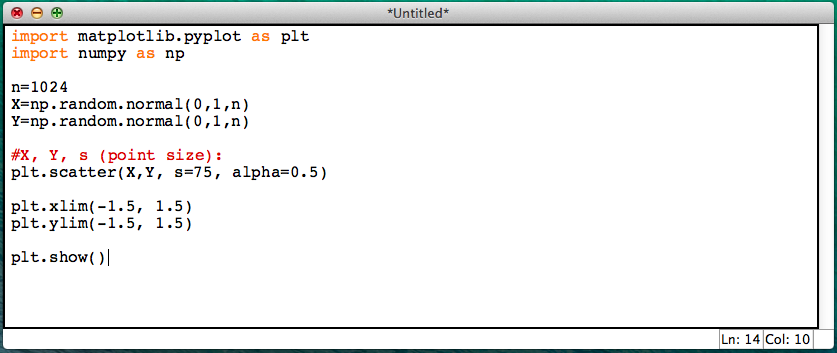 *Untitled*
import matplotlib.pyplot as plt
import numpy as np
n=1024
X=np.random.normal(0,1,n)
Y=np.random.normal(0,1,n)
#X, Y, s (point size):
plt.scatter(X,Y, s=75, alpha=0.5)
plt.xlim(-1.5, 1.5)
plt.ylim(-1.5, 1.5)
plt.show()
Ln: 14 Col: 10